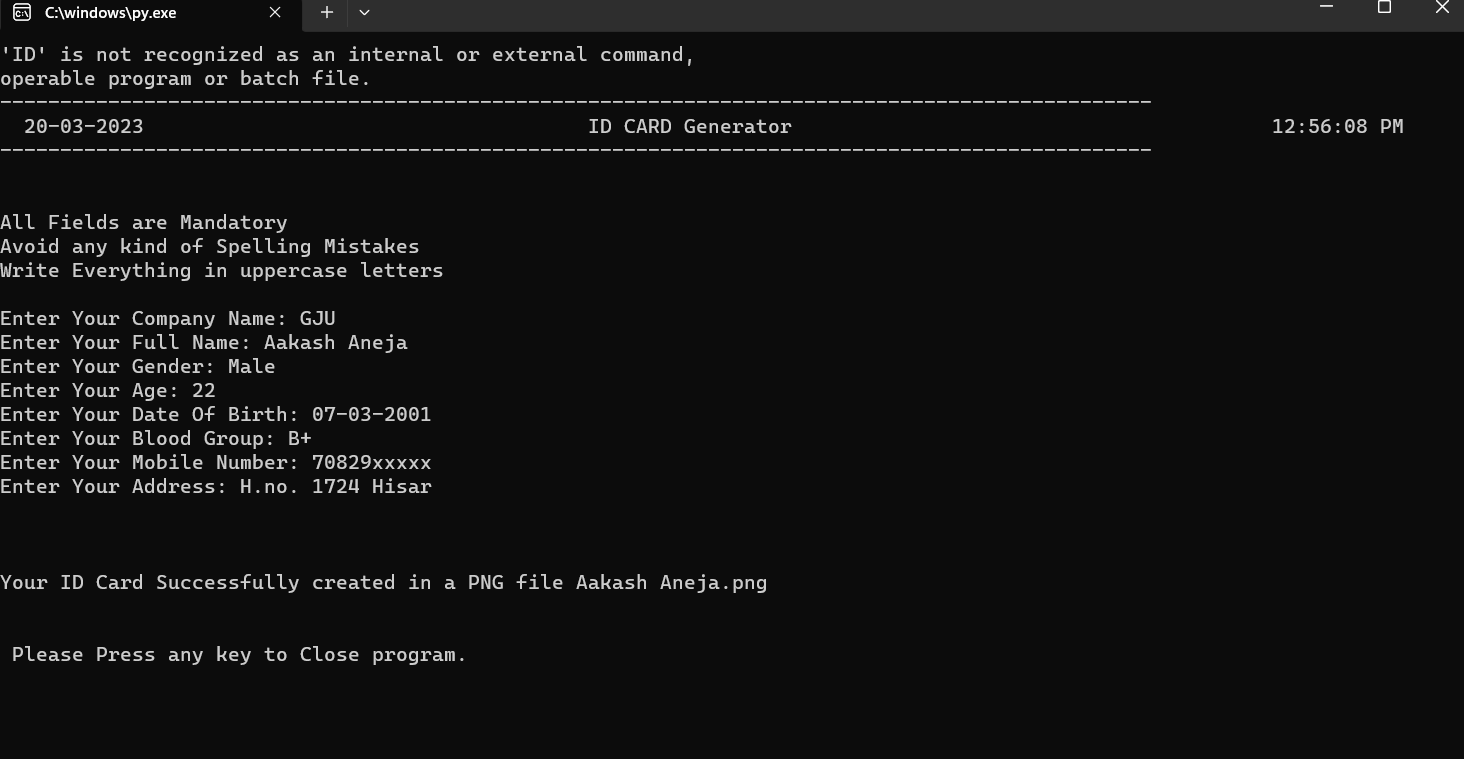 C:\windows\py.exe
'ID' is not recognized as an internal or external command,
operable program or batch file.
------------------------------------------------------------------------------------------------
20-03-2023 ID CARD Generator 12:56:08 PM
------------------------------------------------------------------------------------------------
All Fields are Mandatory
Avoid any kind of Spelling Mistakes
Write Everything in uppercase letters
Enter Your Company Name: GJU
Enter Your Full Name: Aakash Aneja
Enter Your Gender: Male
Enter Your Age: 22
Enter Your Date Of Birth: 07-03-2001
Enter Your Blood Group: B+
Enter Your Mobile Number: 70829xxxxx
Enter Your Address: H.no. 1724 Hisar
Your ID Card Successfully created in a PNG file Aakash Aneja.png
Please Press any key to Close program.